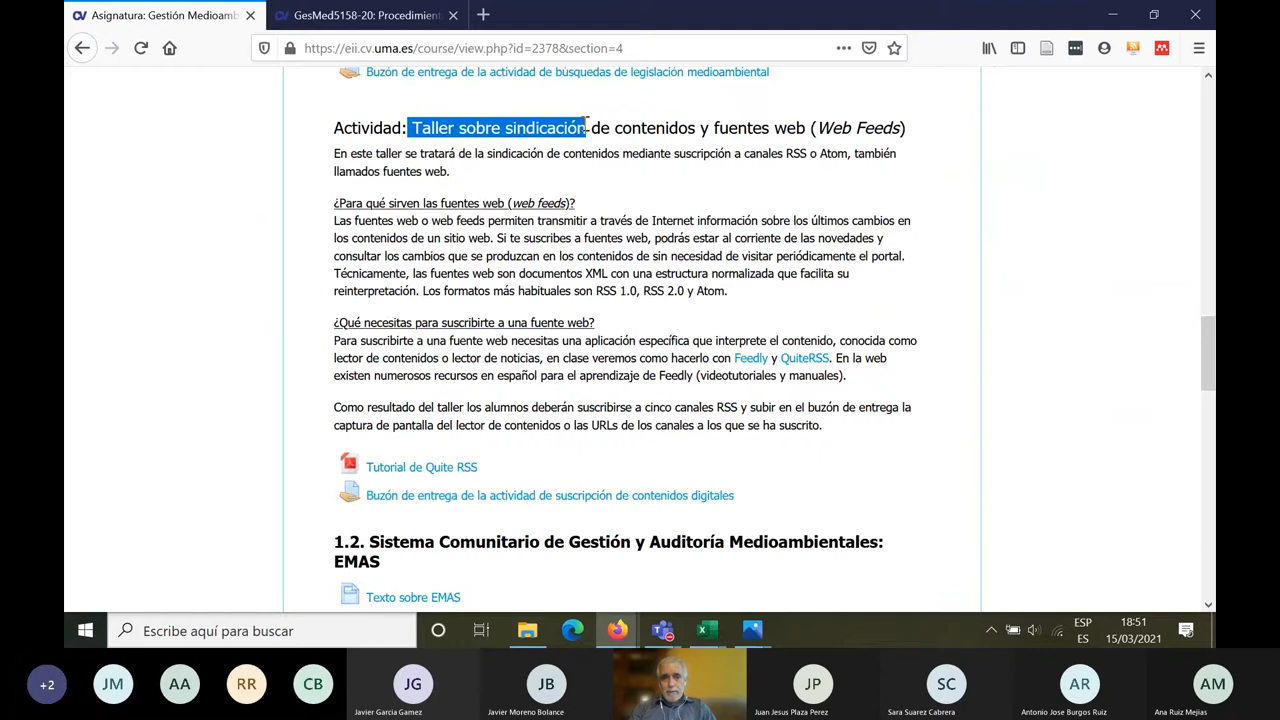 Asignatura: Gestión Medioamb
GesMed5158-20: Procedimient
https://eii.cv.uma.es/course/view.php?id=2378&section=4
Buzón de entrega de la actividad de búsquedas de legislación medioambiental
Actividad: Taller sobre sindicación de contenidos y fuentes web (Web Feeds)
En este taller se tratará de la sindicación de contenidos mediante suscripción a canales RSS o Atom, también
llamados fuentes web.
¿Para qué sirven las fuentes web (web feeds)?
Las fuentes web o web feeds permiten transmitir a través de Internet información sobre los últimos cambios en
los contenidos de un sitio web. Si te suscribes a fuentes web, podrás estar al corriente de las novedades y
consultar los cambios que se produzcan en los contenidos de sin necesidad de visitar periódicamente el portal.
Técnicamente, las fuentes web son documentos XML con una estructura normalizada que facilita su
reinterpretación. Los formatos más habituales son RSS 1.0, RSS 2.0 y Atom.
¿Qué necesitas para suscribirte a una fuente web?
Para suscribirte a una fuente web necesitas una aplicación específica que interprete el contenido, conocida como
lector de contenidos o lector de noticias, en clase veremos como hacerlo con Feedly y QuiteRSS. En la web
existen numerosos recursos en español para el aprendizaje de Feedly (videotutoriales y manuales).
Como resultado del taller los alumnos deberán suscribirse a cinco canales RSS y subir en el buzón de entrega la
captura de pantalla del lector de contenidos o las URLs de los canales a los que se ha suscrito.
Tutorial de Quite RSS
Buzón de entrega de la actividad de suscripción de contenidos digitales
1.2. Sistema Comunitario de Gestión y Auditoría Medioambientales:
EMAS
Texto sobre EMAS
Escribe aquí para buscar
ESP
ES
18:51
15/03/2021
+2
JM
AA
RR
CB
JG
Javier Garcia Gamez
JB
Javier Moreno Bolance
JP
Juan Jesus Plaza Perez
SC
Sara Suarez Cabrera
AR
Antonio Jose Burgos Ruiz
AM
Ana Ruiz Mejias